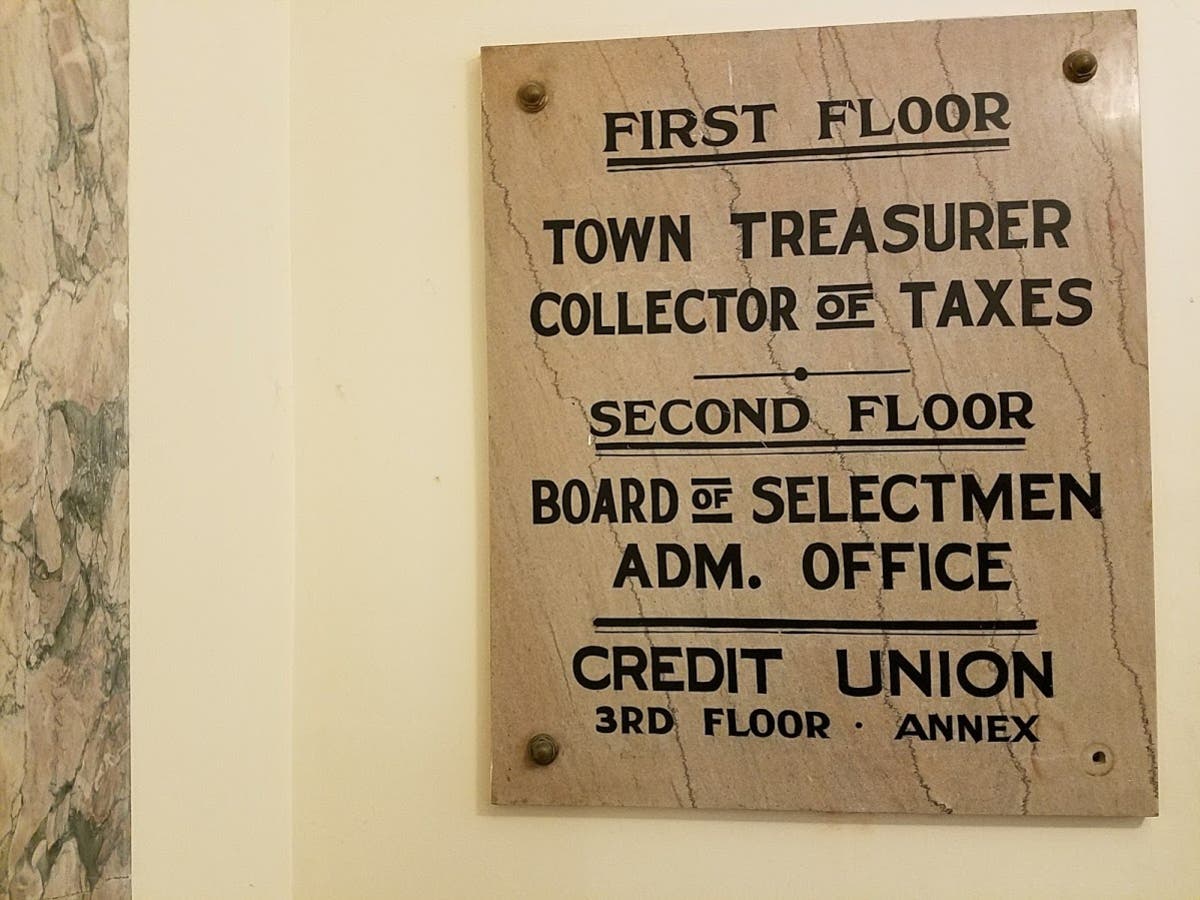 FIRST FLOOR
TOWN TREASURER
COLLECTOR OF TAXES
SECOND FLOOR
BOARD OF SELECTMEN
ADM. OFFICE
CREDIT UNION
3RD FLOOR · ANNEX